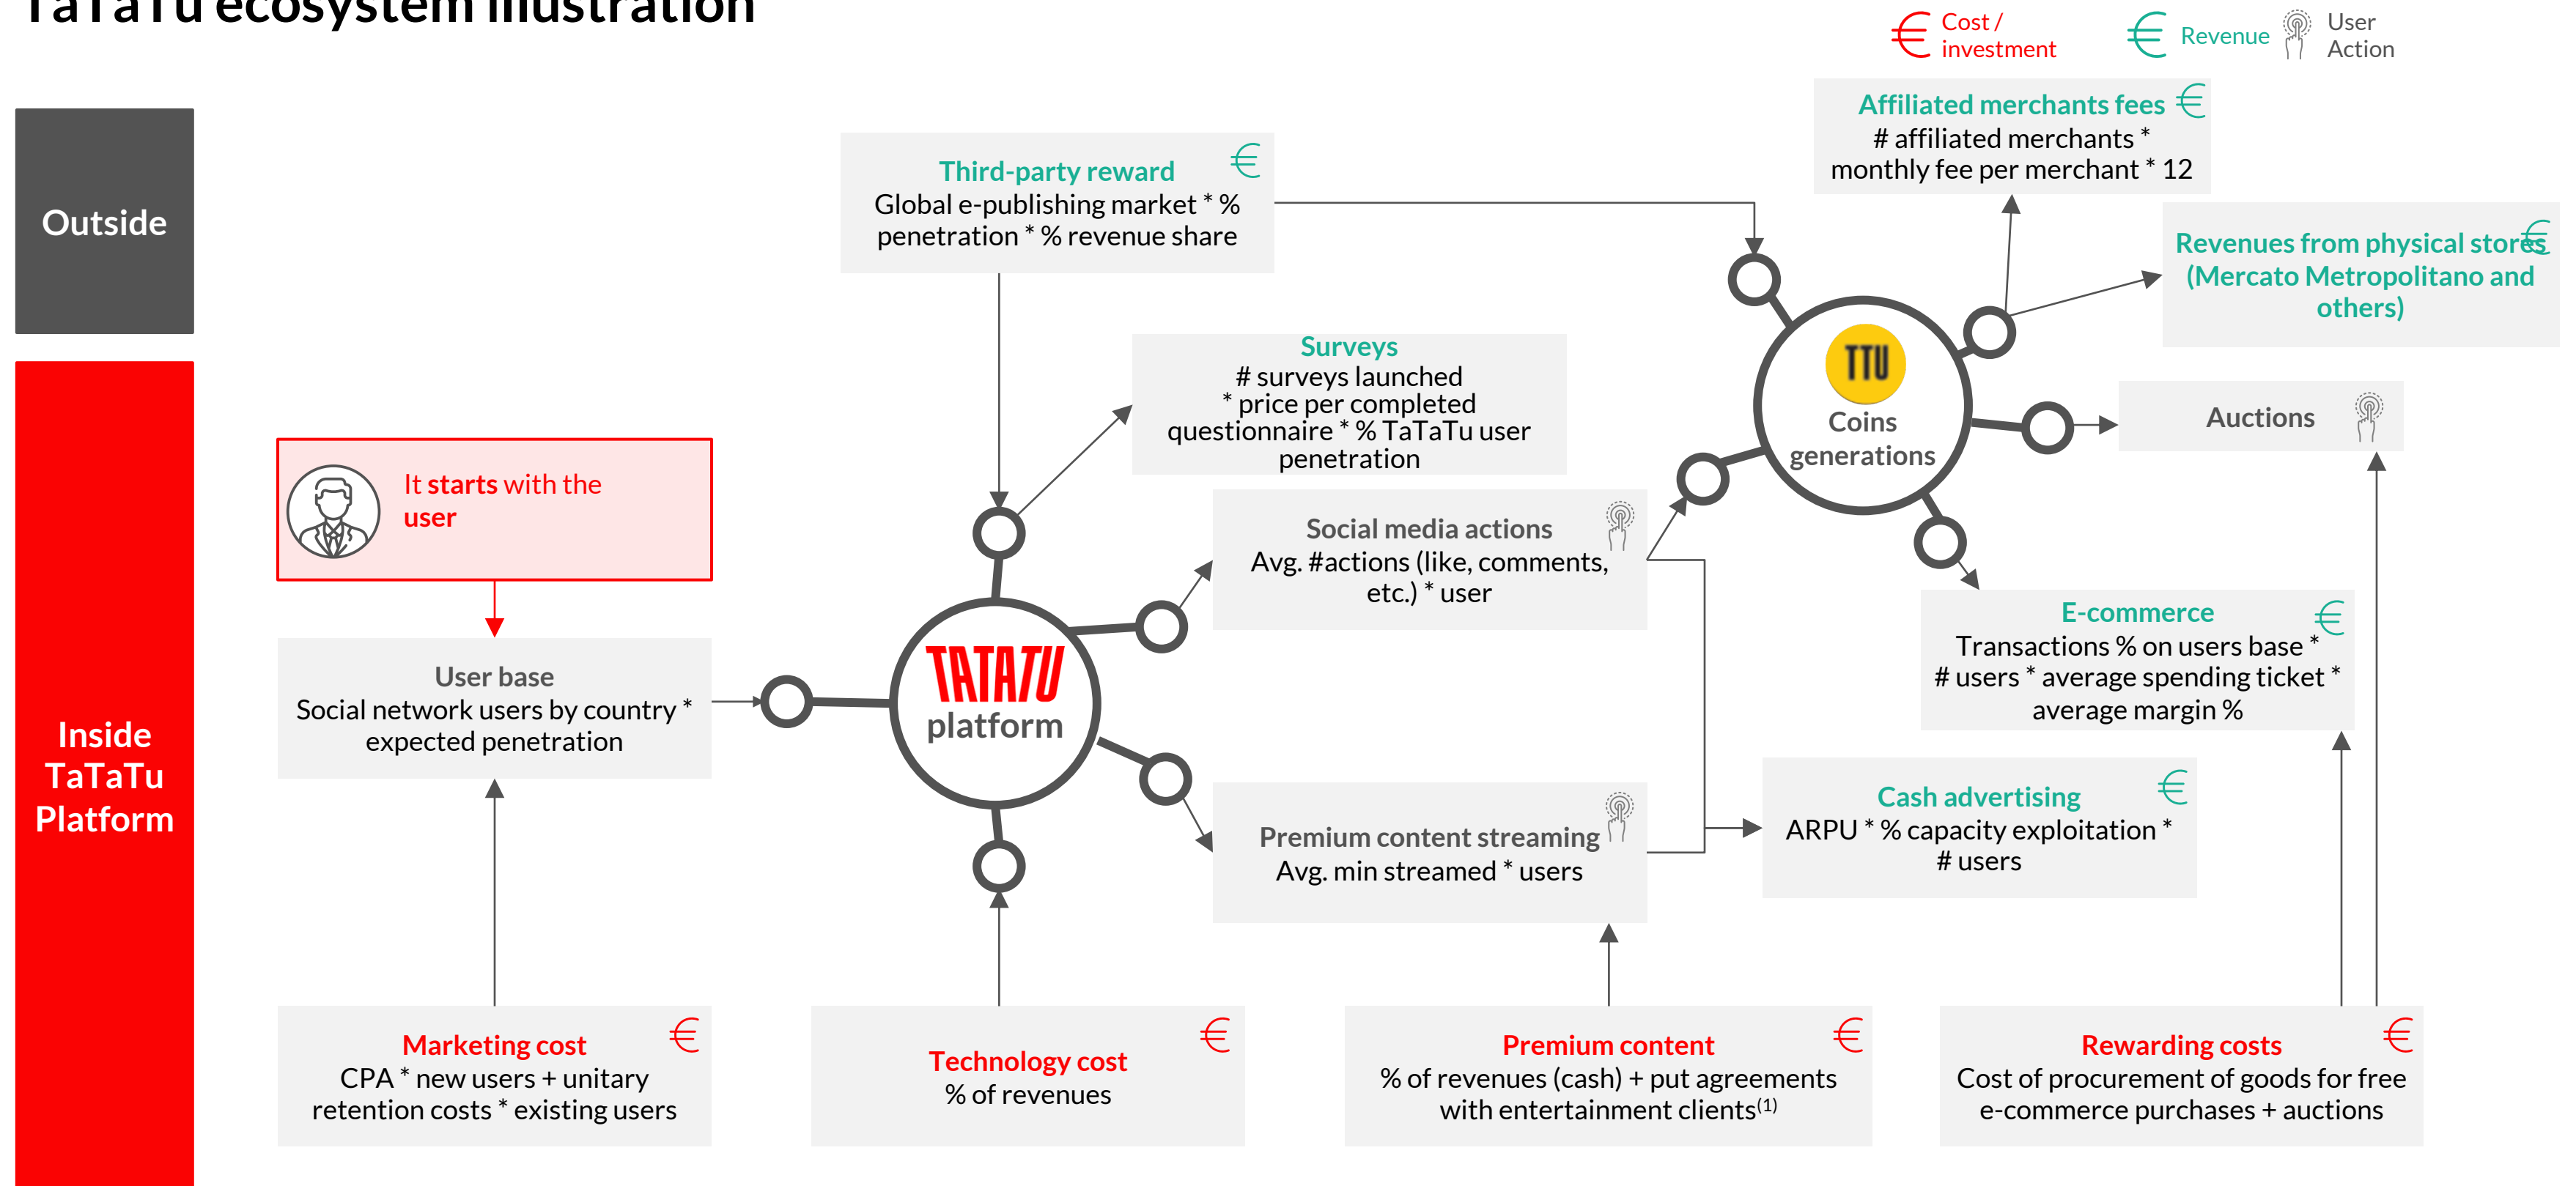 TaTaTu ecosystem illustration
Cost /
investment
Revenue
User
Action
Outside
Inside
TaTaTu
Platform
Third-party reward
Global e-publishing market * %
penetration * % revenue share
Affiliated merchants fees
# affiliated merchants *
monthly fee per merchant * 12
Revenues from physical stores
(Mercato Metropolitano and
others)
Surveys
# surveys launched
* price per completed
questionnaire * % TaTaTu user
penetration
TTU
Coins
generations
Auctions
It starts with the
user
Social media actions
Avg. #actions (like, comments,
etc.) * user
E-commerce
Transactions % on users base *
# users * average spending ticket *
average margin %
User base
Social network users by country *
expected penetration
TATATU
platform
Premium content streaming
Avg. min streamed * users
Cash advertising
ARPU * % capacity exploitation *
# users
Marketing cost
CPA * new users + unitary
retention costs * existing users
Technology cost
% of revenues
Premium content
% of revenues (cash) + put agreements
with entertainment clients(1)
Rewarding costs
Cost of procurement of goods for free
e-commerce purchases + auctions